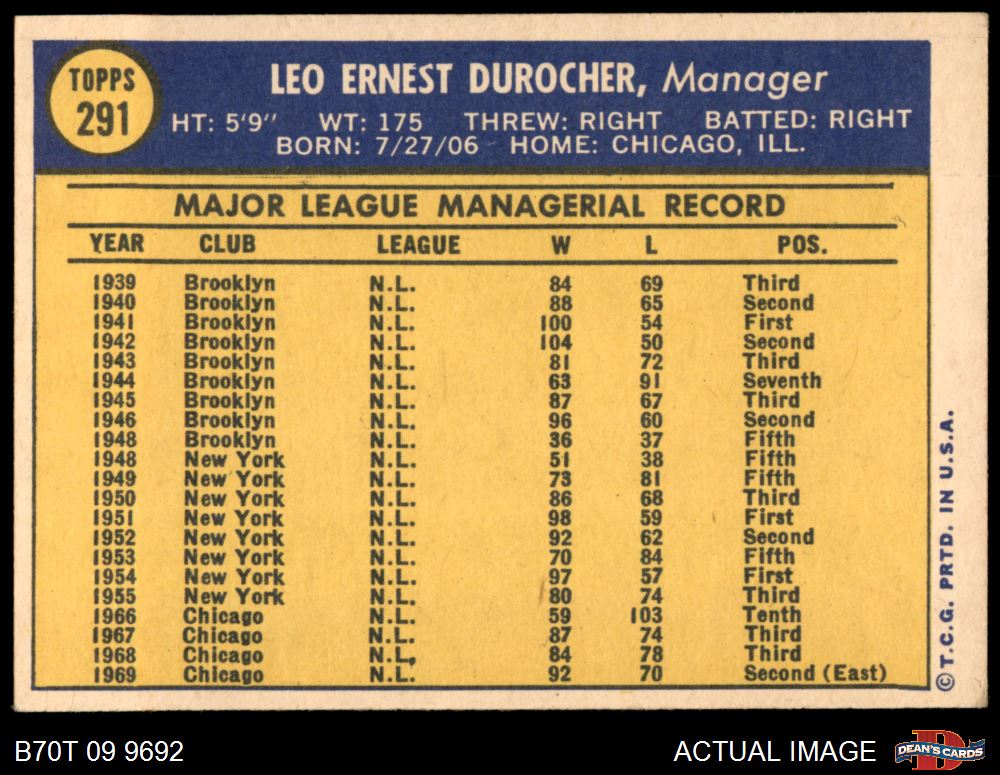 TOPPS
291
LEO ERNEST DUROCHER, Manager
HT: 5'9" WT: 175 THREW: RIGHT BATTED: RIGHT
BORN: 7/27/06 HOME: CHICAGO, ILL.
MAJOR LEAGUE MANAGERIAL RECORD
YEAR CLUB LEAGUE W L POS.
1939 Brooklyn N.L. 84 69 Third
1940 Brooklyn N.L. 88 65 Second
1941 Brooklyn N.L. 100 54 First
1942 Brooklyn N.L. 104 50 Second
1943 Brooklyn N.L. 81 72 Third
1944 Brooklyn N.L. 63 91 Seventh
1945 Brooklyn N.L. 87 67 Third
1946 Brooklyn N.L. 96 60 Second
1948 Brooklyn N.L. 36 37 Fifth
1948 New York N.L. 51 38 Fifth
1949 New York N.L. 73 81 Fifth
1950 New York N.L. 86 68 Third
1951 New York N.L. 98 59 First
1952 New York N.L. 92 62 Second
1953 New York N.L. 70 84 Fifth
1954 New York N.L. 97 57 First
1955 New York N.L. 80 74 Third
1966 Chicago N.L. 59 103 Tenth
1967 Chicago N.L. 87 74 Third
1968 Chicago N.L. 84 78 Third
1969 Chicago N.L. 92 70 Second (East)
©T.C.G. PRTD. IN U.S.A.
B70T 09 9692
ACTUAL IMAGE
D
DEAN'S CARDS